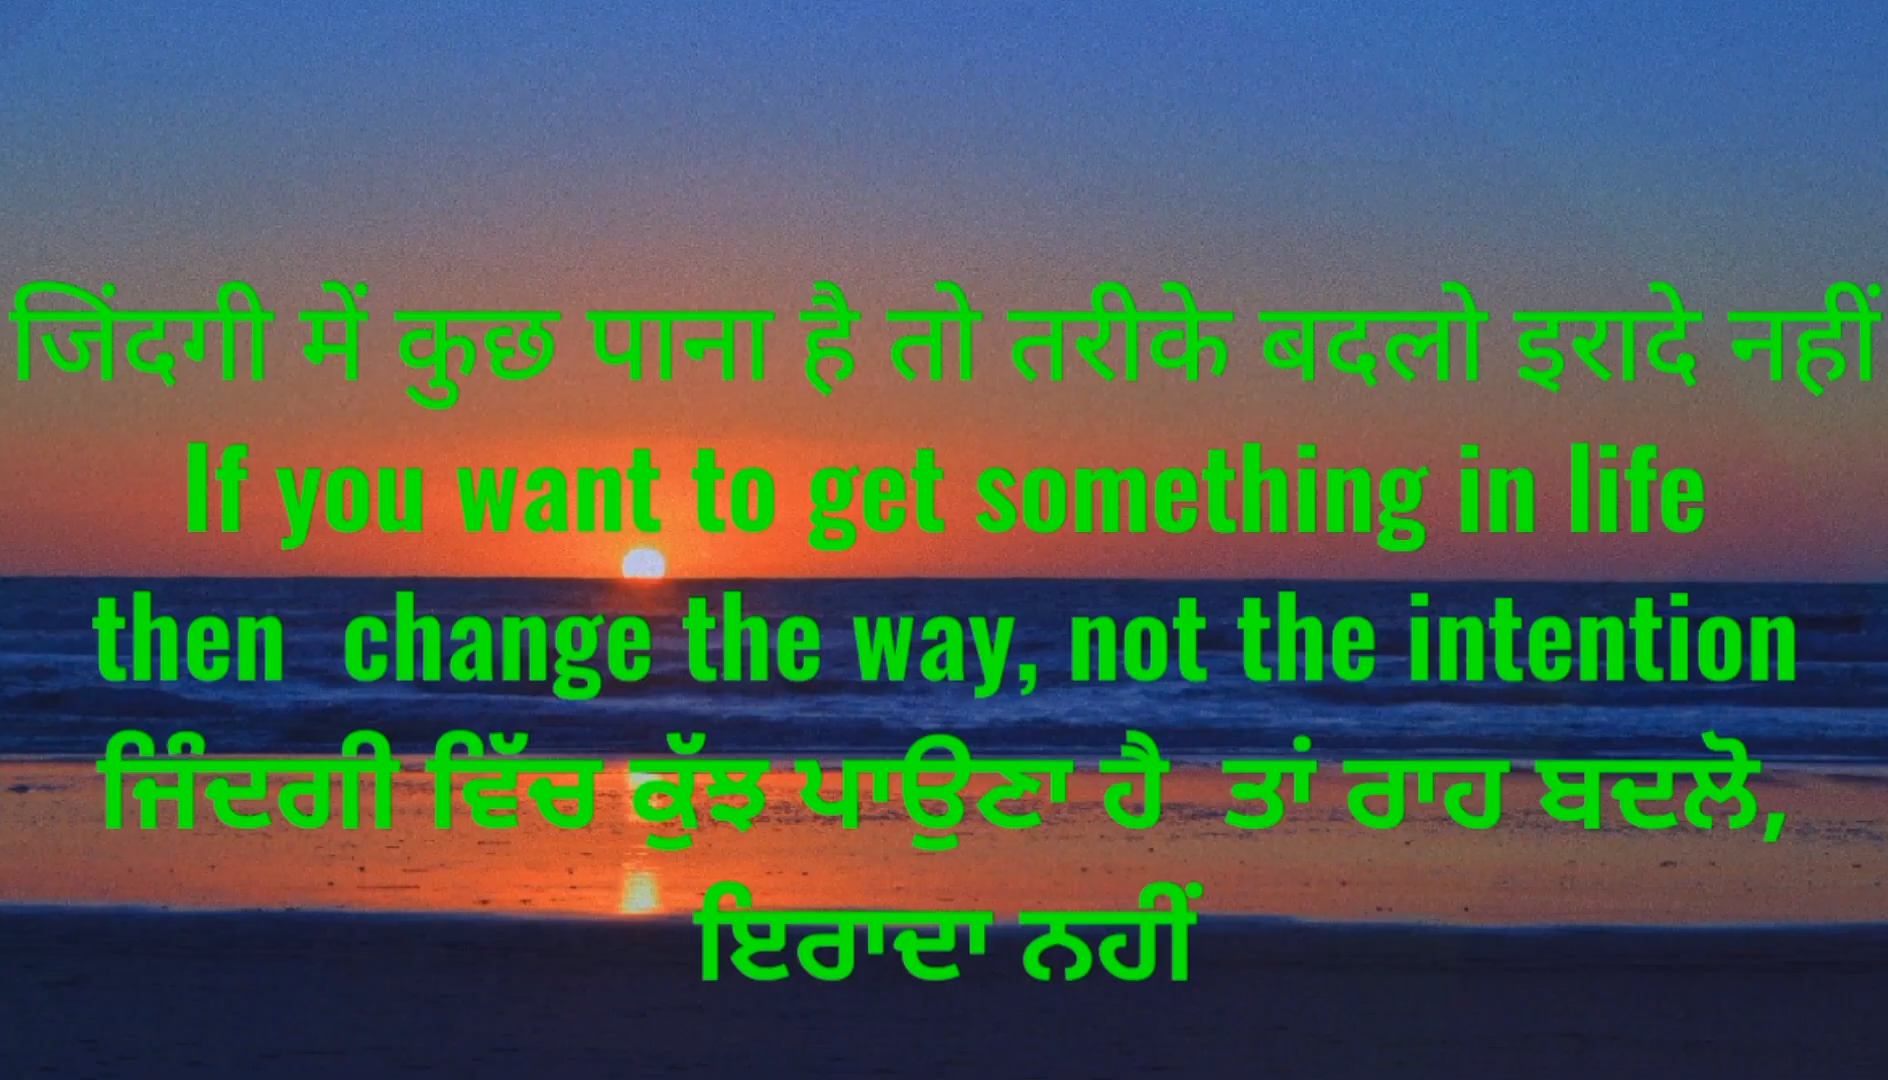 जिंदगी में कुछ पाना है तो तरीके बदलो इरादे नहीं
If you want to get something in life
then  change the way, not the intention
ਜਿੰਦਗੀ ਵਿੱਚ ਕੁੱਝ ਪਾਉਣਾ ਹੈ  ਤਾਂ ਰਾਹ ਬਦਲੋ,
ਇਰਾਦਾ ਨਹੀਂ